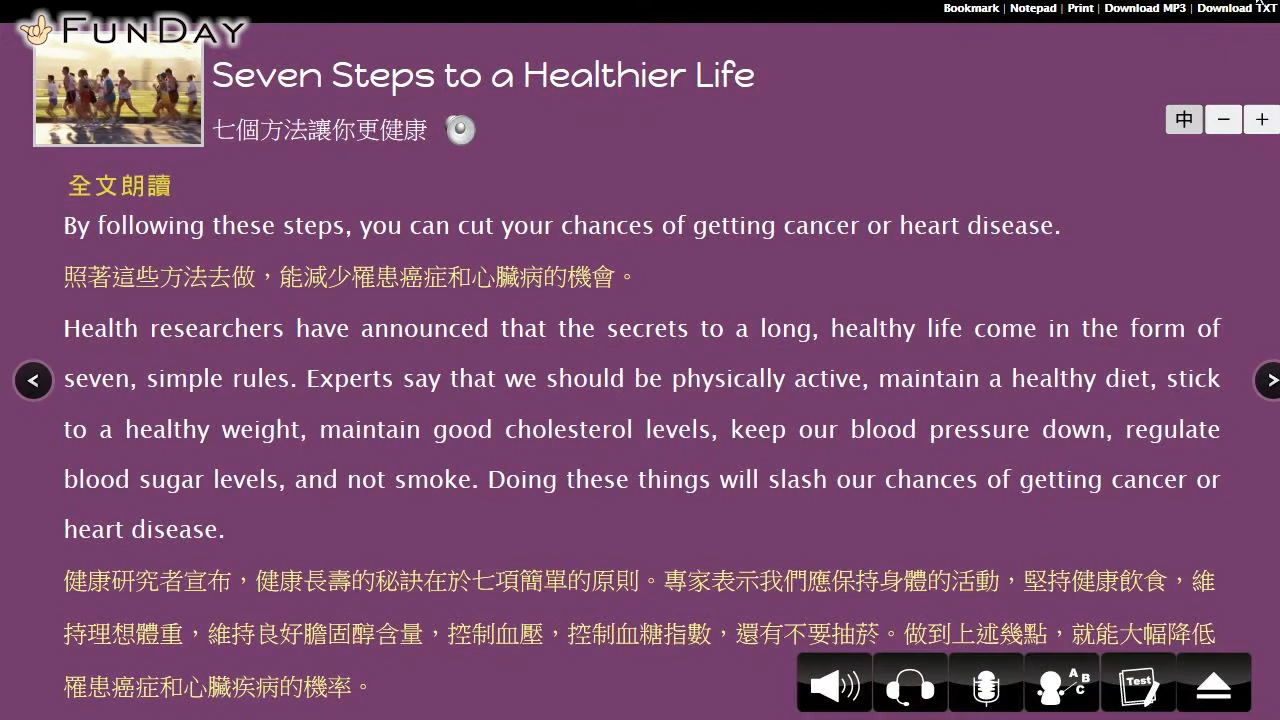 Bookmark | Notepad | Print | Download MP3 | Download TXT
FUNDAY
Seven Steps to a Healthier Life
七個方法讓你更健康
中 − +
全文朗讀
By following these steps, you can cut your chances of getting cancer or heart disease.
照著這些方法去做，能減少罹患癌症和心臟病的機會。
Health researchers have announced that the secrets to a long, healthy life come in the form of
seven, simple rules. Experts say that we should be physically active, maintain a healthy diet, stick
to a healthy weight, maintain good cholesterol levels, keep our blood pressure down, regulate
blood sugar levels, and not smoke. Doing these things will slash our chances of getting cancer or
heart disease.
健康研究者宣布，健康長壽的秘訣在於七項簡單的原則。專家表示我們應保持身體的活動，堅持健康飲食，維
持理想體重，維持良好膽固醇含量，控制血壓，控制血糖指數，還有不要抽菸。做到上述幾點，就能大幅降低
罹患癌症和心臟疾病的機率。
A B C
Test